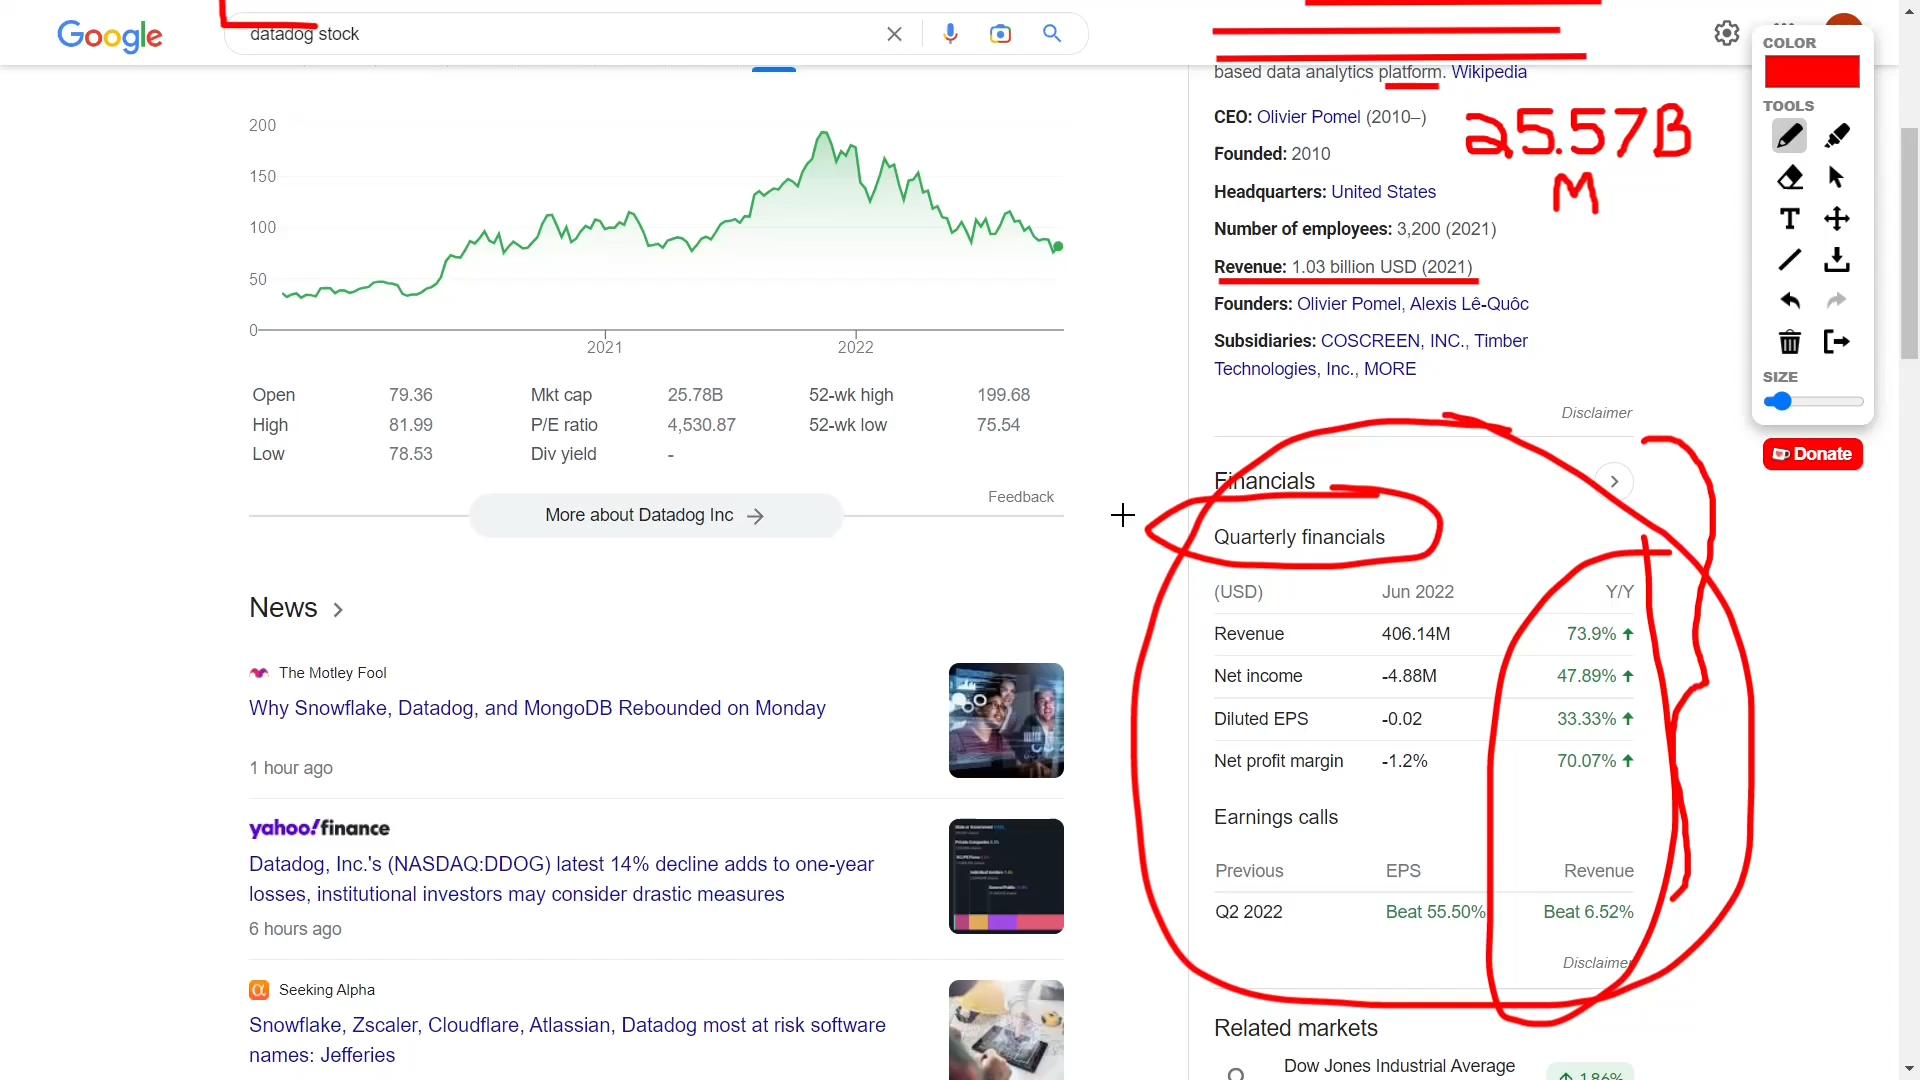 Google
datadog stock
COLOR
TOOLS
SIZE
Donate
200
150
100
50
0
2021
2022
Open 79.36 Mkt cap 25.78B 52-wk high 199.68
High 81.99 P/E ratio 4,530.87 52-wk low 75.54
Low 78.53 Div yield -
Feedback
More about Datadog Inc
News
The Motley Fool
Why Snowflake, Datadog, and MongoDB Rebounded on Monday
1 hour ago
yahoo!finance
Datadog, Inc.'s (NASDAQ:DDOG) latest 14% decline adds to one-year
losses, institutional investors may consider drastic measures
6 hours ago
Seeking Alpha
Snowflake, Zscaler, Cloudflare, Atlassian, Datadog most at risk software
names: Jefferies
based data analytics platform. Wikipedia
CEO: Olivier Pomel (2010–)
25.57B
M
Founded: 2010
Headquarters: United States
Number of employees: 3,200 (2021)
Revenue: 1.03 billion USD (2021)
Founders: Olivier Pomel, Alexis Lê-Quôc
Subsidiaries: COSCREEN, INC., Timber
Technologies, Inc., MORE
Disclaimer
Financials
Quarterly financials
(USD) Jun 2022 Y/Y
Revenue 406.14M 73.9%
Net income -4.88M 47.89%
Diluted EPS -0.02 33.33%
Net profit margin -1.2% 70.07%
Earnings calls
Previous EPS Revenue
Q2 2022 Beat 55.50% Beat 6.52%
Disclaimer
Related markets
Dow Jones Industrial Average
1.86%